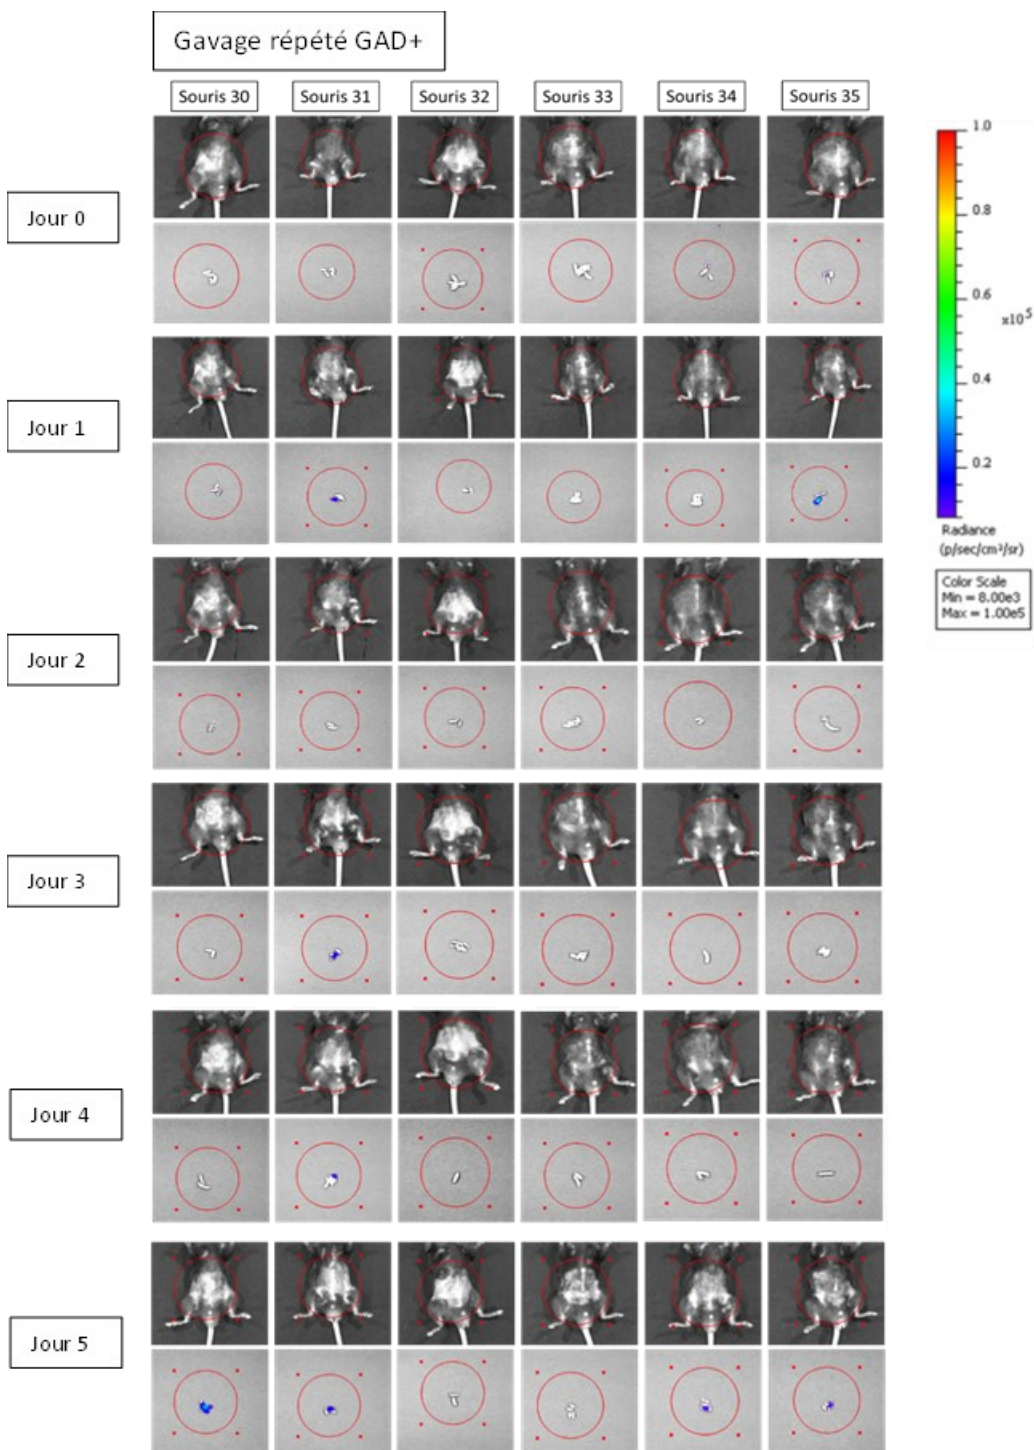 Gavage répété GAD+
Souris 30
Souris 31
Souris 32
Souris 33
Souris 34
Souris 35
Jour 0
Jour 1
Jour 2
Jour 3
Jour 4
Jour 5
1.0
0.8
0.6
x10⁵
0.4
0.2
Radiance
(p/sec/cm²/sr)
Color Scale
Min = 8.00e3
Max = 1.00e5